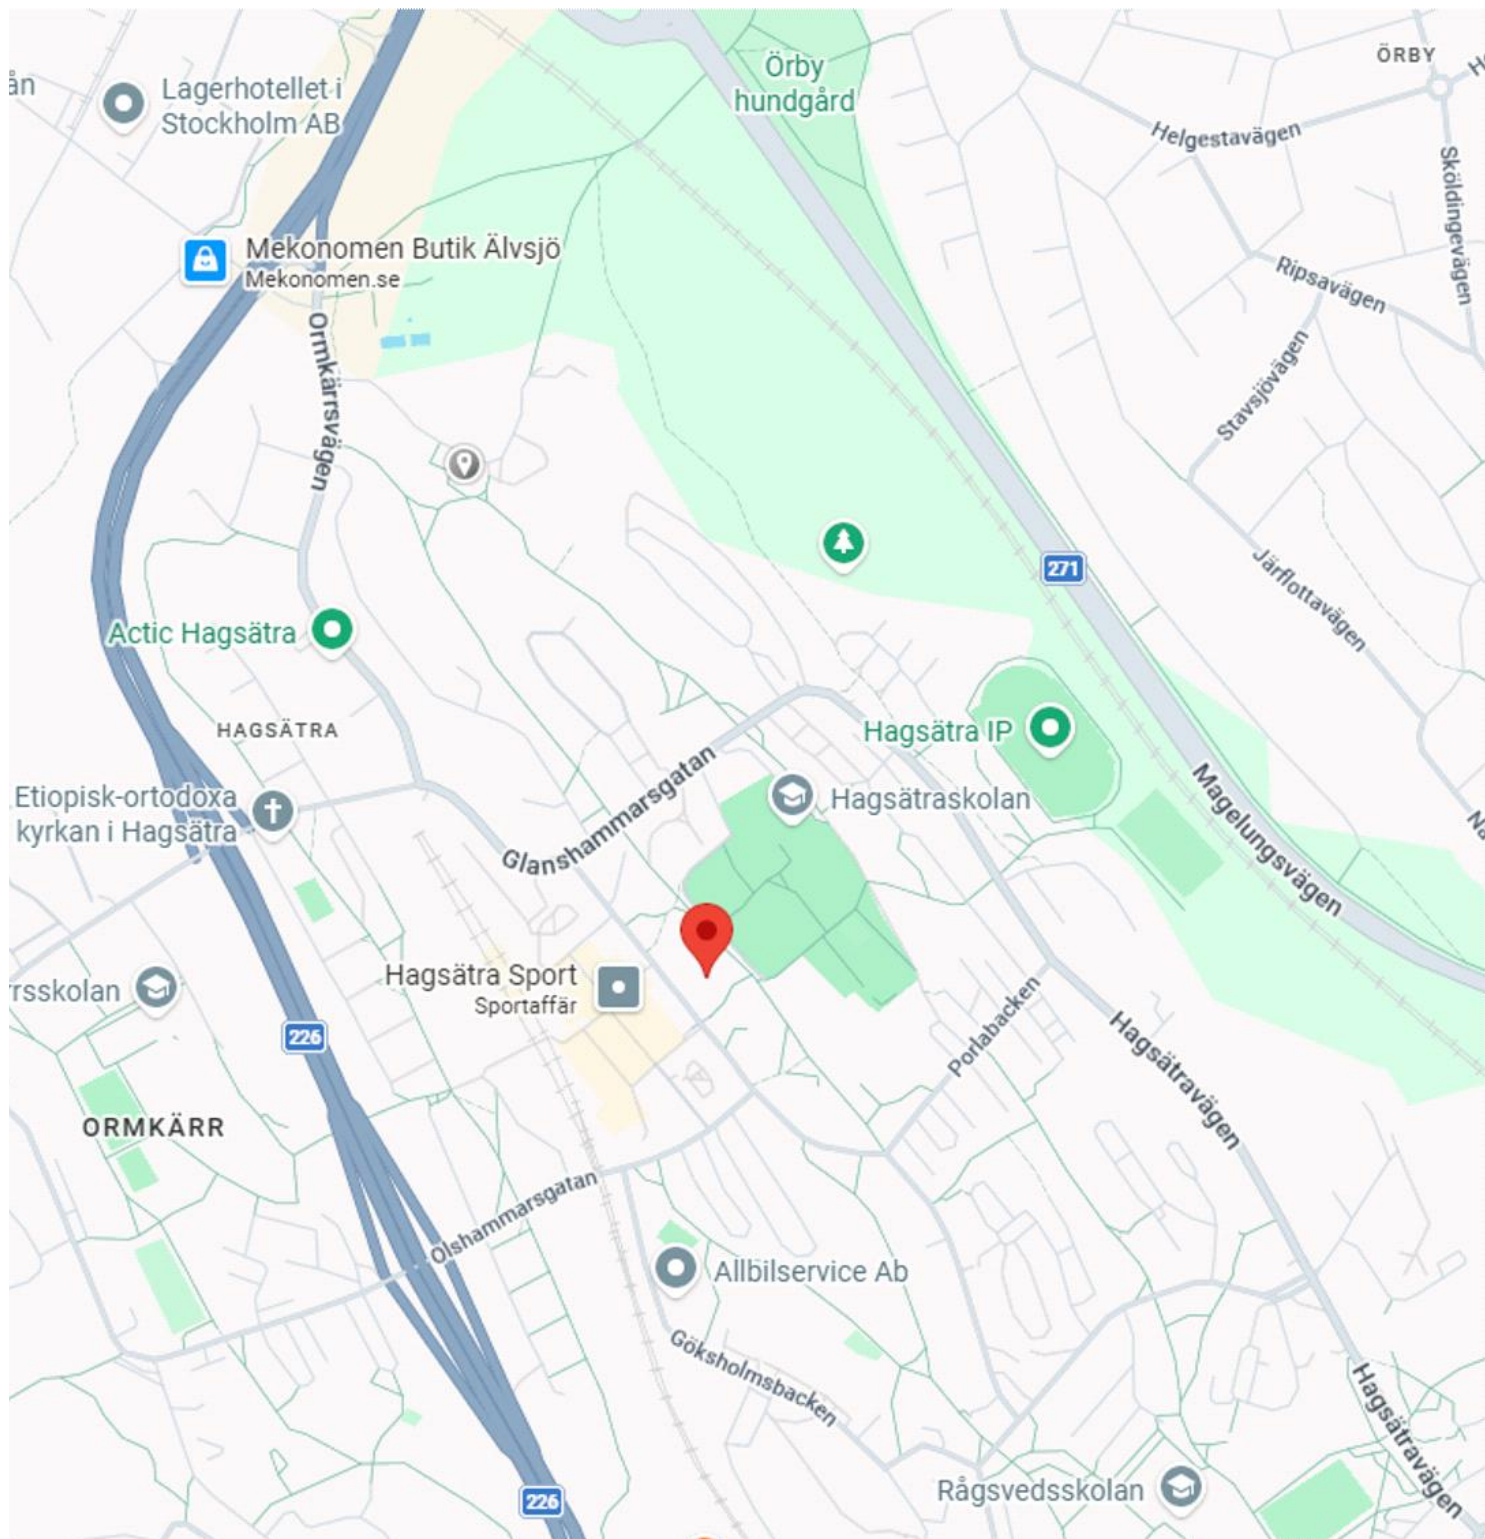 Örby
hundgård
ÖRBY
Lagerhotellet i
Stockholm AB
Helgestavägen
Sköldingevägen
Mekonomen Butik Älvsjö
Mekonomen.se
Ripsavägen
Ormkärrsvägen
Stavsjövägen
271
Järflottavägen
Actic Hagsätra
HAGSÄTRA
Hagsätra IP
Glanshammarsgatan
Hagsätraskolan
Magelungsvägen
Etiopisk-ortodoxa
kyrkan i Hagsätra
Hagsätra Sport
Sportaffär
rsskolan
226
Porlabacken
Hagsätravägen
ORMKÄRR
Olshammarsgatan
Allbilservice Ab
Göksholmsbacken
Hagsätravägen
Rågsvedsskolan
226